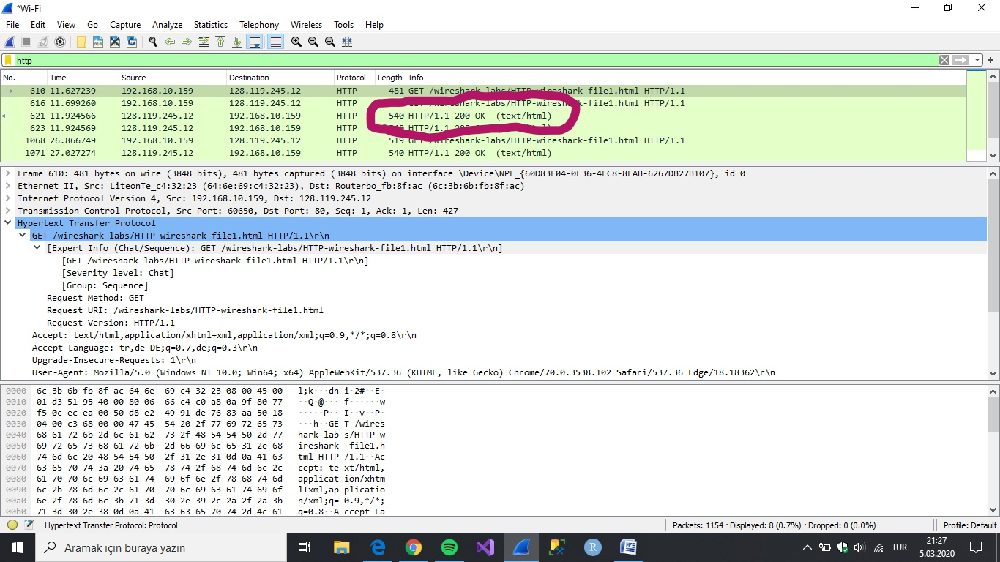 *Wi-Fi
File Edit View Go Capture Analyze Statistics Telephony Wireless Tools Help
http
No. Time Source Destination Protocol Length Info
610 11.627239 192.168.10.159 128.119.245.12 HTTP 481 GET /wireshark-labs/HTTP-wireshark-file1.html HTTP/1.1
616 11.699260 192.168.10.159 128.119.245.12 HTTP GET /wireshark-labs/HTTP-wireshark-file1.html HTTP/1.1
621 11.924566 128.119.245.12 192.168.10.159 HTTP 540 HTTP/1.1 200 OK (text/html)
623 11.924569 128.119.245.12 192.168.10.159 HTTP 540 HTTP/1.1 200
1068 26.866749 192.168.10.159 128.119.245.12 HTTP 519 GET /wireshark-labs/HTTP-wireshark-file1.html HTTP/1.1
1071 27.027274 128.119.245.12 192.168.10.159 HTTP 540 HTTP/1.1 200 OK (text/html)
Frame 610: 481 bytes on wire (3848 bits), 481 bytes captured (3848 bits) on interface \Device\NPF_{60D83F04-0F36-4EC8-8EAB-6267DB27B107}, id 0
Ethernet II, Src: LiteonTe_c4:32:23 (64:6e:69:c4:32:23), Dst: Routerbo_fb:8f:ac (6c:3b:6b:fb:8f:ac)
Internet Protocol Version 4, Src: 192.168.10.159, Dst: 128.119.245.12
Transmission Control Protocol, Src Port: 60650, Dst Port: 80, Seq: 1, Ack: 1, Len: 427
Hypertext Transfer Protocol
GET /wireshark-labs/HTTP-wireshark-file1.html HTTP/1.1\r\n
[Expert Info (Chat/Sequence): GET /wireshark-labs/HTTP-wireshark-file1.html HTTP/1.1\r\n]
[GET /wireshark-labs/HTTP-wireshark-file1.html HTTP/1.1\r\n]
[Severity level: Chat]
[Group: Sequence]
Request Method: GET
Request URI: /wireshark-labs/HTTP-wireshark-file1.html
Request Version: HTTP/1.1
Accept: text/html,application/xhtml+xml,application/xml;q=0.9,*/*;q=0.8\r\n
Accept-Language: tr,de-DE;q=0.7,de;q=0.3\r\n
Upgrade-Insecure-Requests: 1\r\n
User-Agent: Mozilla/5.0 (Windows NT 10.0; Win64; x64) AppleWebKit/537.36 (KHTML, like Gecko) Chrome/70.0.3538.102 Safari/537.36 Edge/18.18362\r\n
0000 6c 3b 6b fb 8f ac 64 6e 69 c4 32 23 08 00 45 00 l;k···dn i·2#··E·
0010 01 d3 51 95 40 00 80 06 66 c4 c0 a8 0a 9f 80 77 ··Q·@··· f······w
0020 f5 0c ec ea 00 50 d8 e2 49 91 de 76 83 aa 50 18 ·····P·· I··v··P·
0030 04 00 c3 68 00 00 47 45 54 20 2f 77 69 72 65 73 ···h··GE T /wires
0040 68 61 72 6b 2d 6c 61 62 73 2f 48 54 54 50 2d 77 hark-lab s/HTTP-w
0050 69 72 65 73 68 61 72 6b 2d 66 69 6c 65 31 2e 68 ireshark -file1.h
0060 74 6d 6c 20 48 54 54 50 2f 31 2e 31 0d 0a 41 63 tml HTTP /1.1··Ac
0070 63 65 70 74 3a 20 74 65 78 74 2f 68 74 6d 6c 2c cept: te xt/html,
0080 61 70 70 6c 69 63 61 74 69 6f 6e 2f 78 68 74 6d applicat ion/xhtm
0090 6c 2b 78 6d 6c 2c 61 70 70 6c 69 63 61 74 69 6f l+xml,ap plicatio
00a0 6e 2f 78 6d 6c 3b 71 3d 30 2e 39 2c 2a 2f 2a 3b n/xml;q= 0.9,*/*;
00b0 71 3d 30 2e 38 0d 0a 41 63 63 65 70 74 2d 4c 61 q=0.8··A ccept-La
Hypertext Transfer Protocol: Protocol
Packets: 1154 · Displayed: 8 (0.7%) · Dropped: 0 (0.0%)
Profile: Default
Aramak için buraya yazın
TUR
21:27
5.03.2020